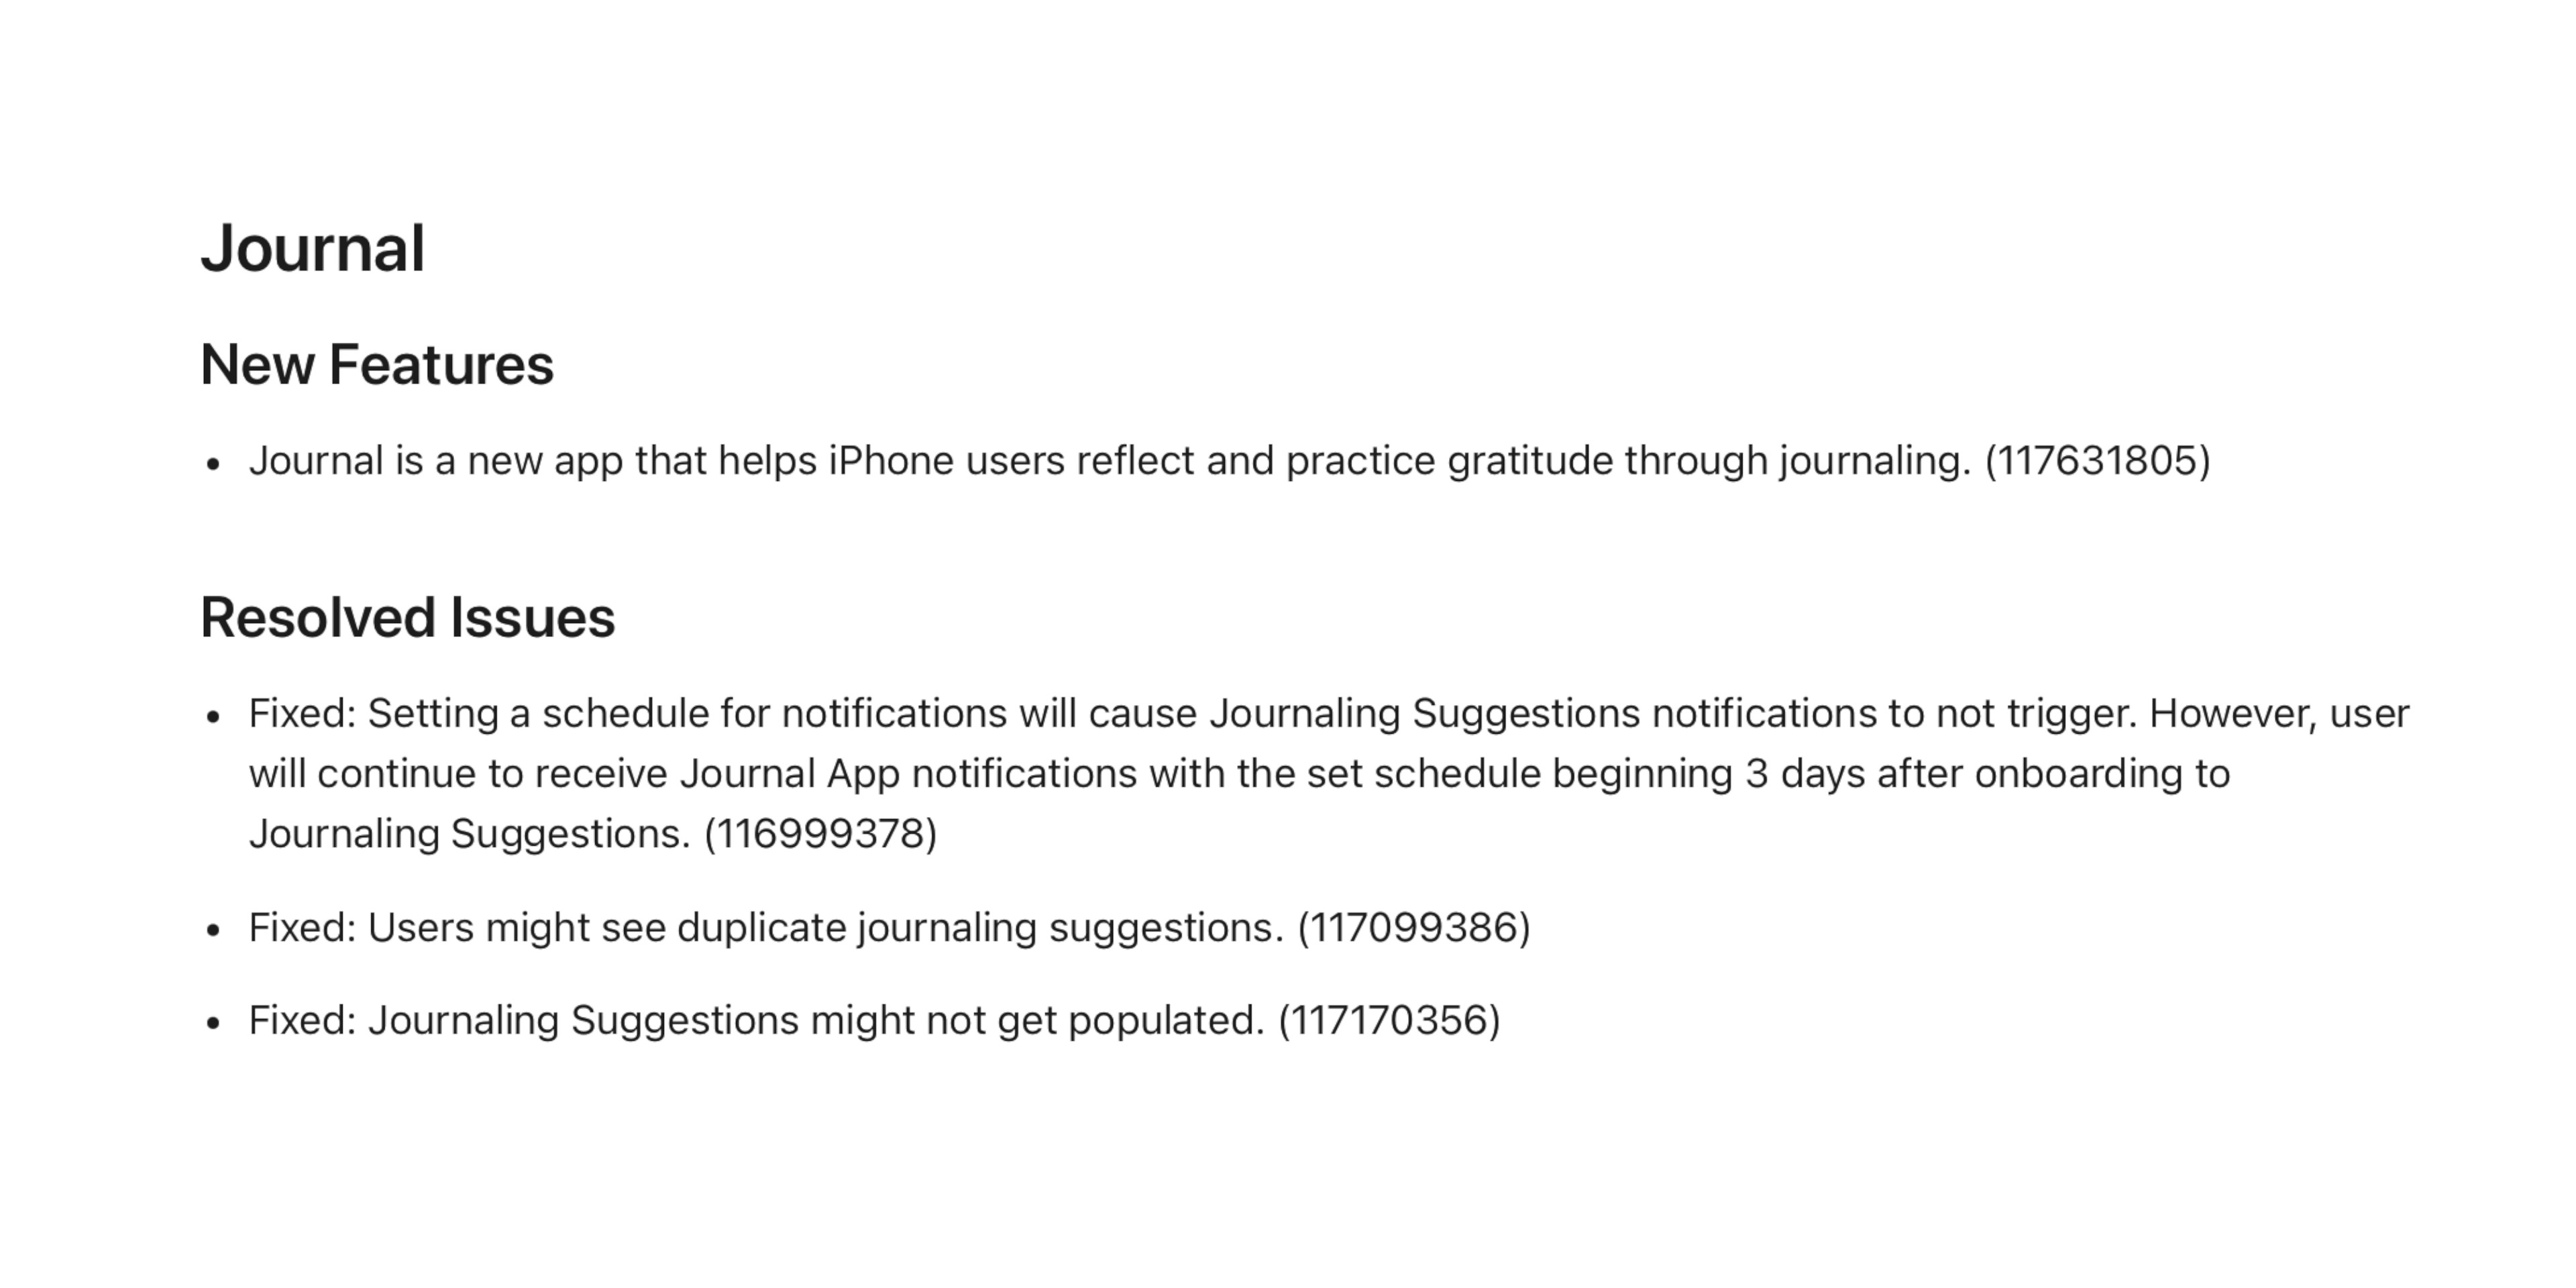 Journal
New Features
• Journal is a new app that helps iPhone users reflect and practice gratitude through journaling. (117631805)
Resolved Issues
• Fixed: Setting a schedule for notifications will cause Journaling Suggestions notifications to not trigger. However, user
will continue to receive Journal App notifications with the set schedule beginning 3 days after onboarding to
Journaling Suggestions. (116999378)
• Fixed: Users might see duplicate journaling suggestions. (117099386)
• Fixed: Journaling Suggestions might not get populated. (117170356)